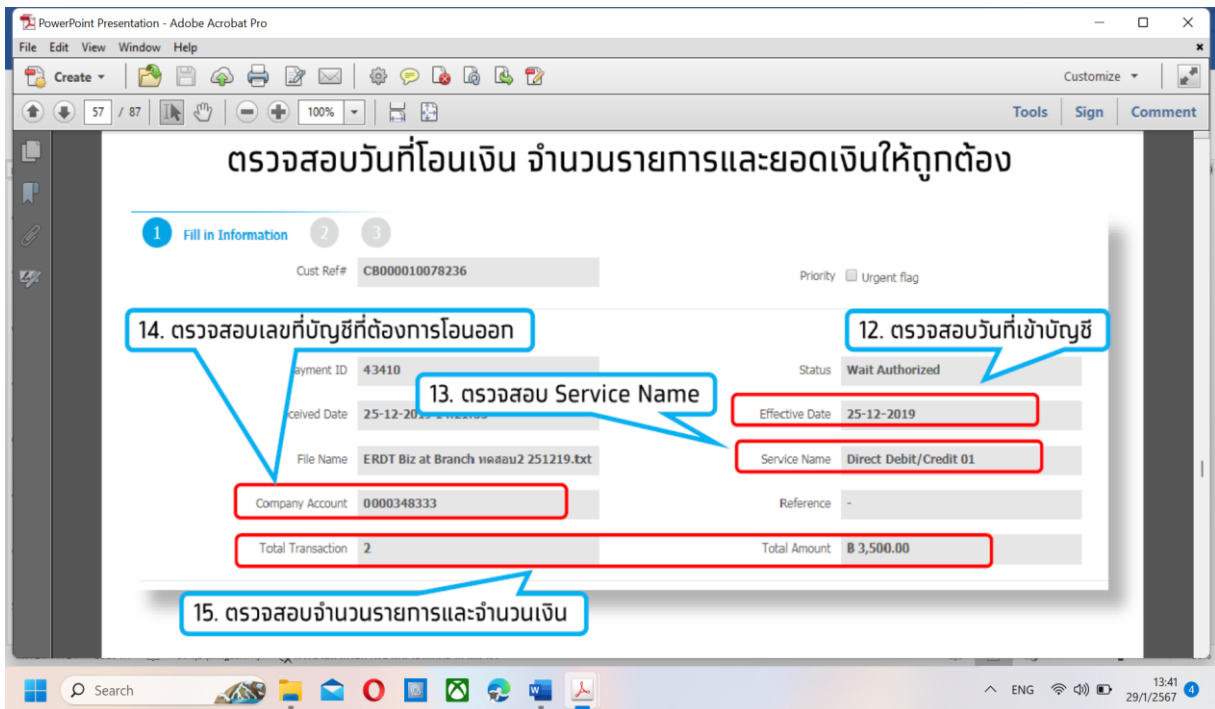 PowerPoint Presentation - Adobe Acrobat Pro
File Edit View Window Help
Create
Customize
57 / 87
100%
Tools Sign Comment
ตรวจสอบวันที่โอนเงิน จำนวนรายการและยอดเงินให้ถูกต้อง
1 Fill in Information 2 3
Cust Ref# CB000010078236
Priority Urgent flag
14. ตรวจสอบเลขที่บัญชีที่ต้องการโอนออก
12. ตรวจสอบวันที่เข้าบัญชี
ayment ID 43410
Status Wait Authorized
13. ตรวจสอบ Service Name
ceived Date 25-12-2019
Effective Date 25-12-2019
File Name ERDT Biz at Branch ทดสอบ2 251219.txt
Service Name Direct Debit/Credit 01
Company Account 0000348333
Reference -
Total Transaction 2
Total Amount ฿ 3,500.00
15. ตรวจสอบจำนวนรายการและจำนวนเงิน
Search
ENG
13:41
29/1/2567
4